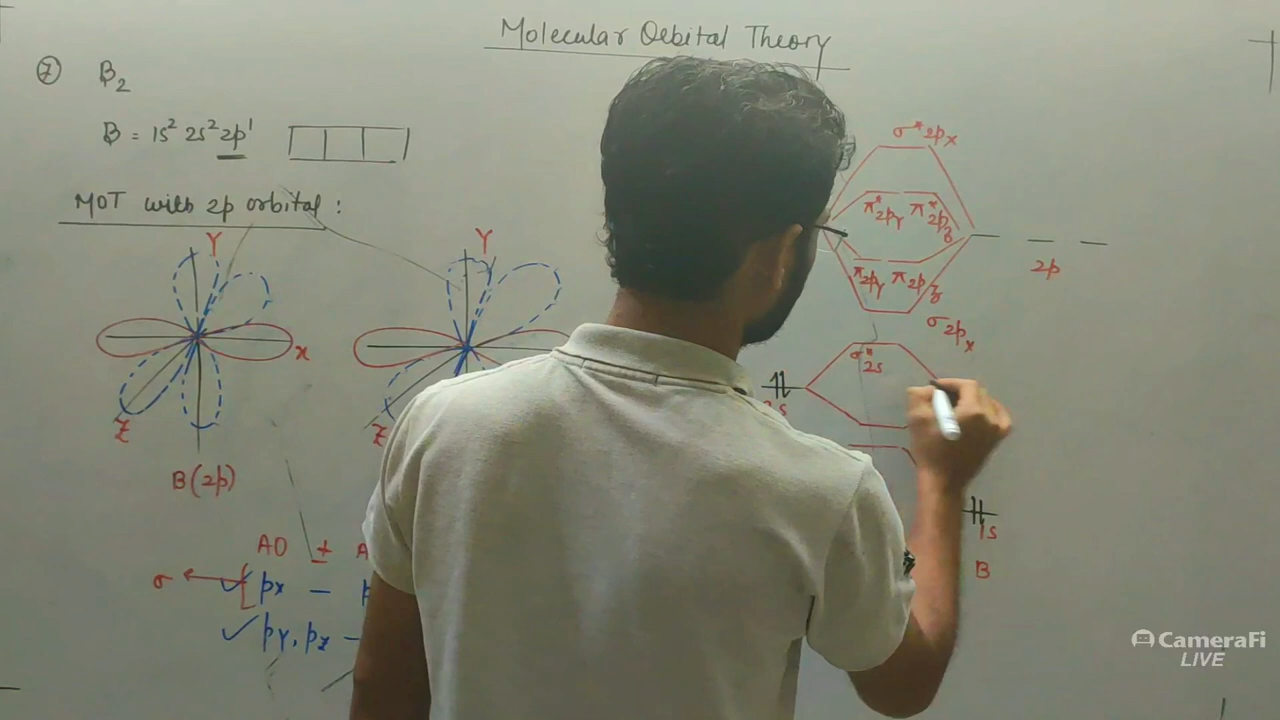 Molecular Orbital Theory
⑦ B₂
B = 1s² 2s² 2p¹
MOT with 2p orbital :
Y
x
Z
B(2p)
Y
Z
AO ± A
σ ← px –
py, pz –
σ*2px
π*2py π*2pz
2p
π2py π2pz
σ2px
σ*2s
1s
B
CameraFi
LIVE